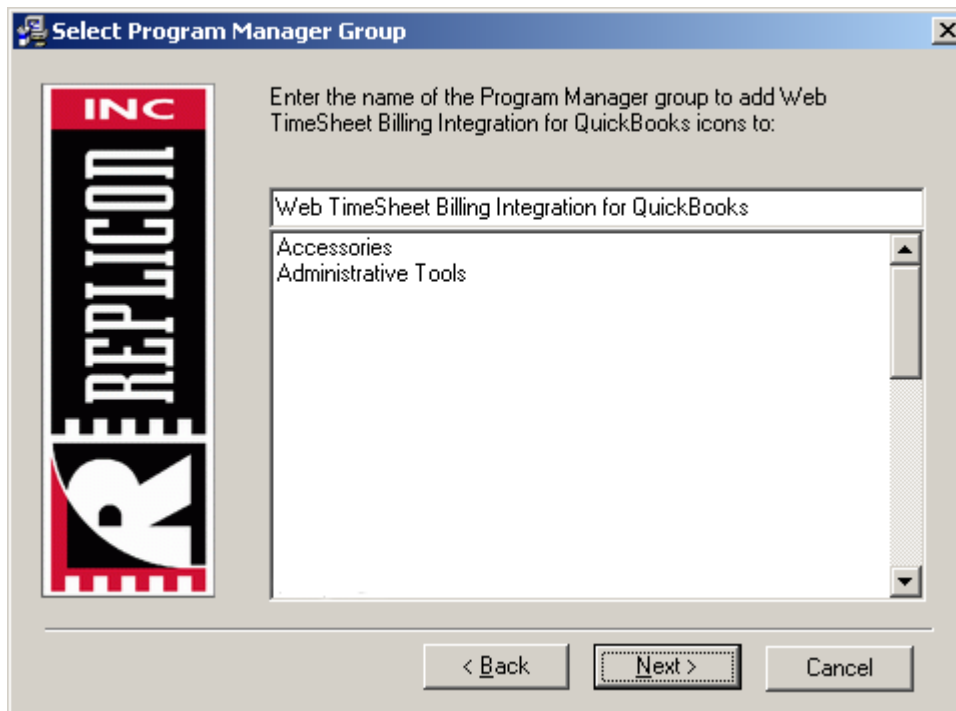 Select Program Manager Group
INC
REPLICON
R
Enter the name of the Program Manager group to add Web
TimeSheet Billing Integration for QuickBooks icons to:
Web TimeSheet Billing Integration for QuickBooks
Accessories
Administrative Tools
< Back
Next >
Cancel